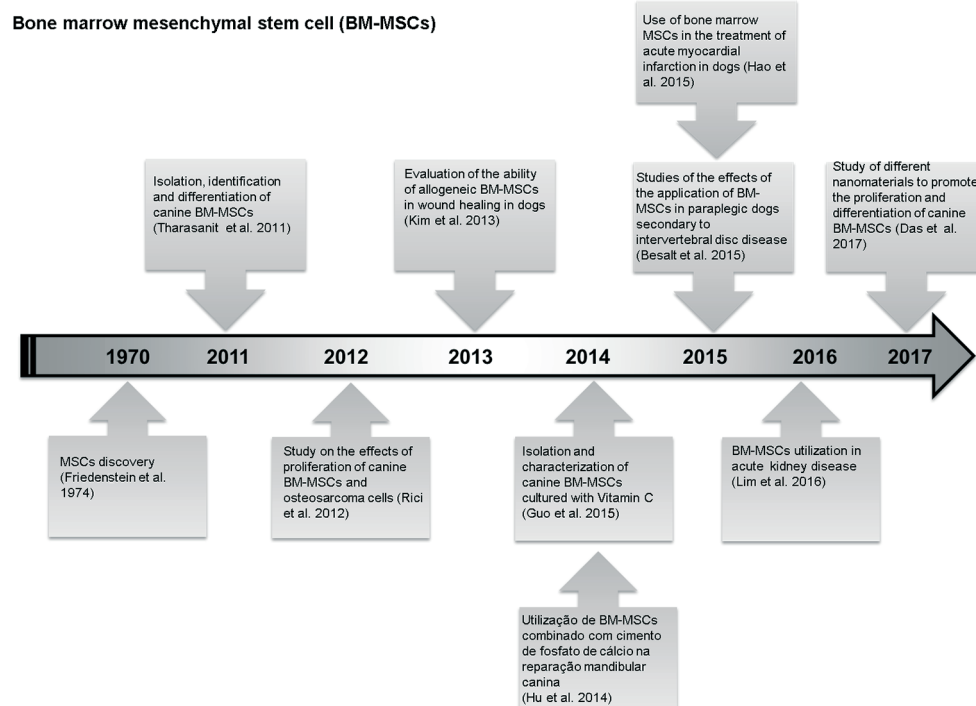 Bone marrow mesenchymal stem cell (BM-MSCs)
Use of bone marrow
MSCs in the treatment of
acute myocardial
infarction in dogs (Hao et
al. 2015)
Isolation, identification
and differentiation of
canine BM-MSCs
(Tharasanit et al. 2011)
Evaluation of the ability
of allogeneic BM-MSCs
in wound healing in dogs
(Kim et al. 2013)
Studies of the effects of
the application of BM-
MSCs in paraplegic dogs
secondary to
intervertebral disc disease
(Besalt et al. 2015)
Study of different
nanomaterials to promote
the proliferation and
differentiation of canine
BM-MSCs (Das et al.
2017)
1970 2011 2012 2013 2014 2015 2016 2017
MSCs discovery
(Friedenstein et al.
1974)
Study on the effects of
proliferation of canine
BM-MSCs and
osteosarcoma cells (Rici
et al. 2012)
Isolation and
characterization of
canine BM-MSCs
cultured with Vitamin C
(Guo et al. 2015)
BM-MSCs utilization in
acute kidney disease
(Lim et al. 2016)
Utilização de BM-MSCs
combinado com cimento
de fosfato de cálcio na
reparação mandibular
canina
(Hu et al. 2014)